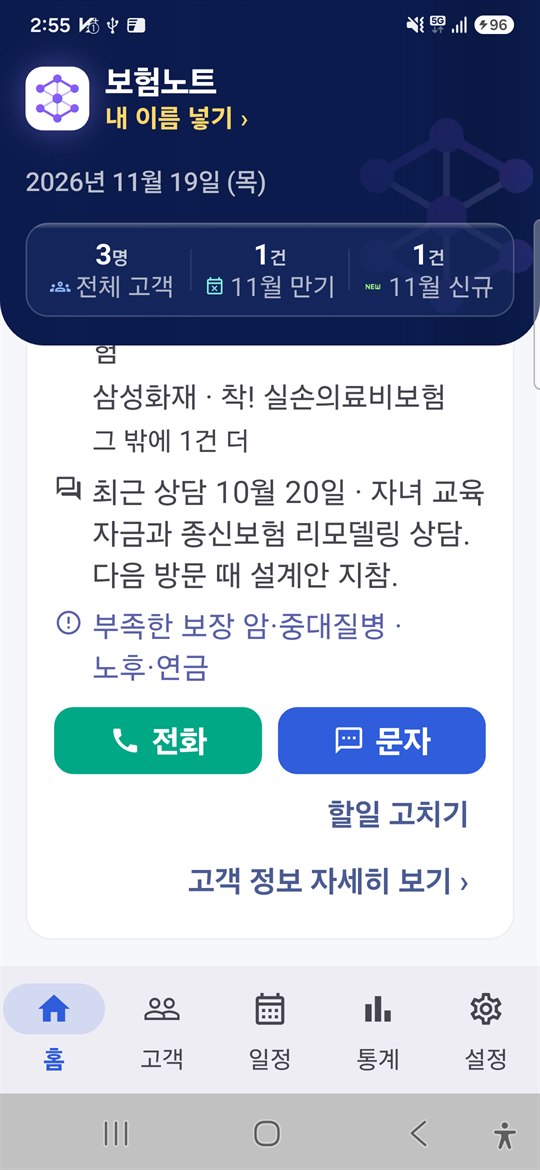 2:55
5G
96
보험노트
내 이름 넣기 ›
2026년 11월 19일 (목)
3명
전체 고객
1건
11월 만기
1건
NEW 11월 신규
험
삼성화재 · 착! 실손의료비보험
그 밖에 1건 더
최근 상담 10월 20일 · 자녀 교육
자금과 종신보험 리모델링 상담.
다음 방문 때 설계안 지참.
부족한 보장 암·중대질병 ·
노후·연금
전화
문자
할일 고치기
고객 정보 자세히 보기 ›
홈
고객
일정
통계
설정